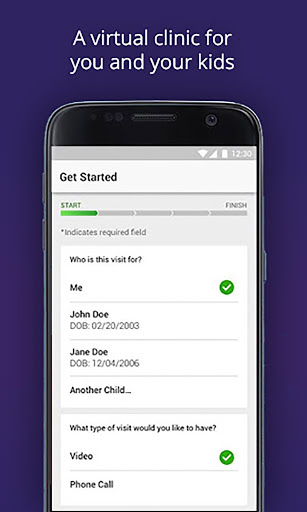 A virtual clinic for
you and your kids
12:30
Get Started
START
FINISH
*Indicates required field
Who is this visit for?
Me
John Doe
DOB: 02/20/2003
Jane Doe
DOB: 12/04/2006
Another Child...
What type of visit would you like to have?
Video
Phone Call